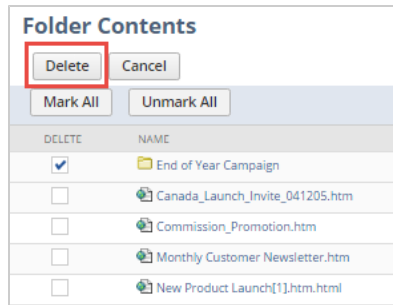 Folder Contents
Delete Cancel
Mark All Unmark All
DELETE NAME
End of Year Campaign
Canada_Launch_Invite_041205.htm
Commission_Promotion.htm
Monthly Customer Newsletter.htm
New Product Launch[1].htm.html